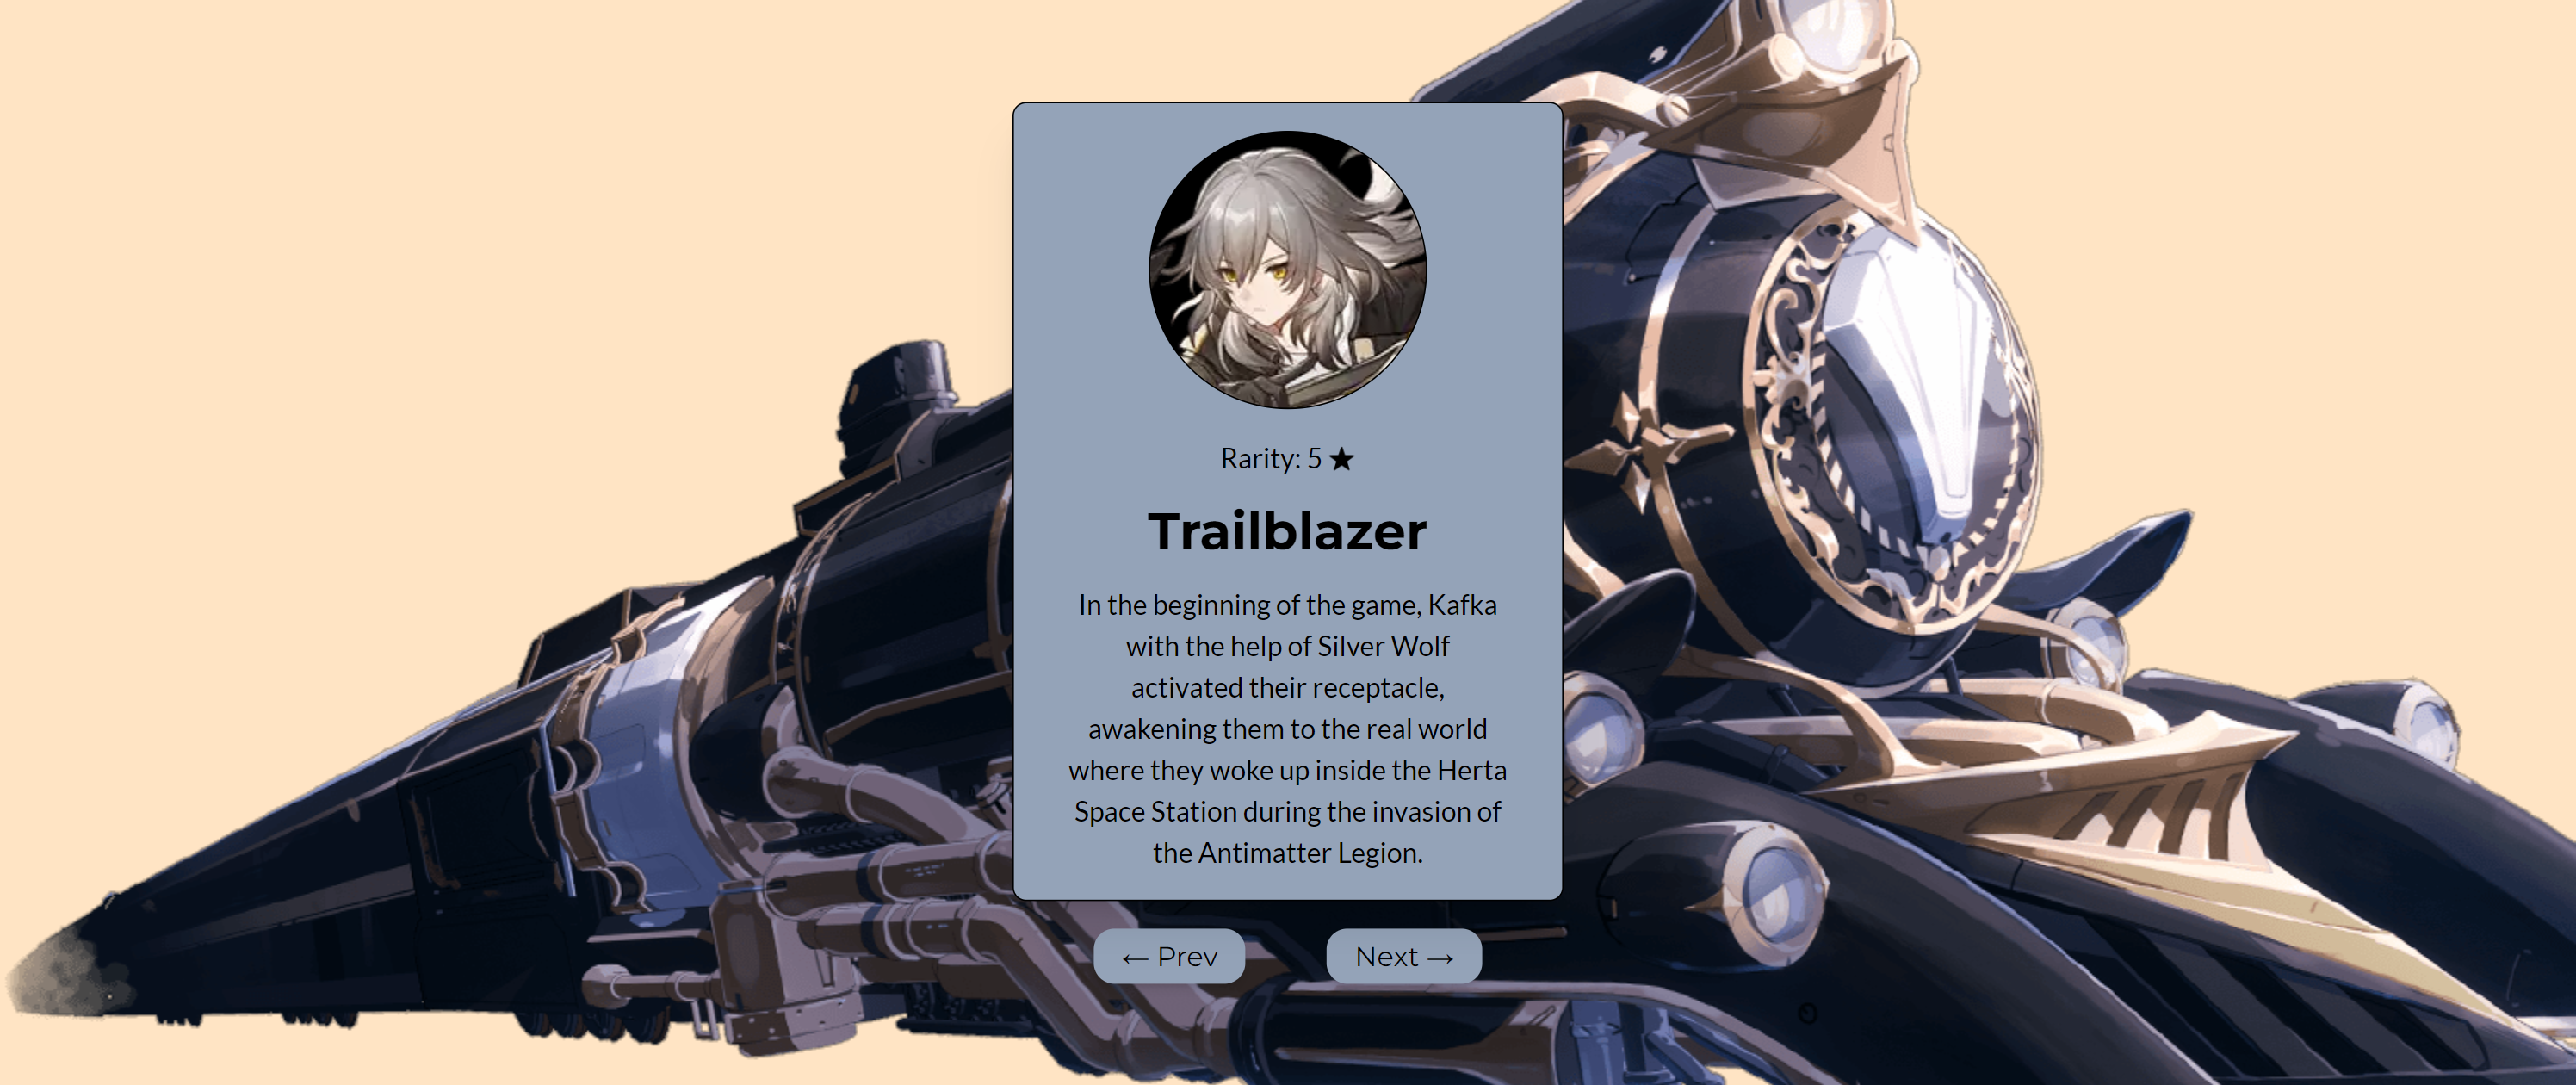 Rarity: 5 ★
Trailblazer
In the beginning of the game, Kafka
with the help of Silver Wolf
activated their receptacle,
awakening them to the real world
where they woke up inside the Herta
Space Station during the invasion of
the Antimatter Legion.
← Prev Next →